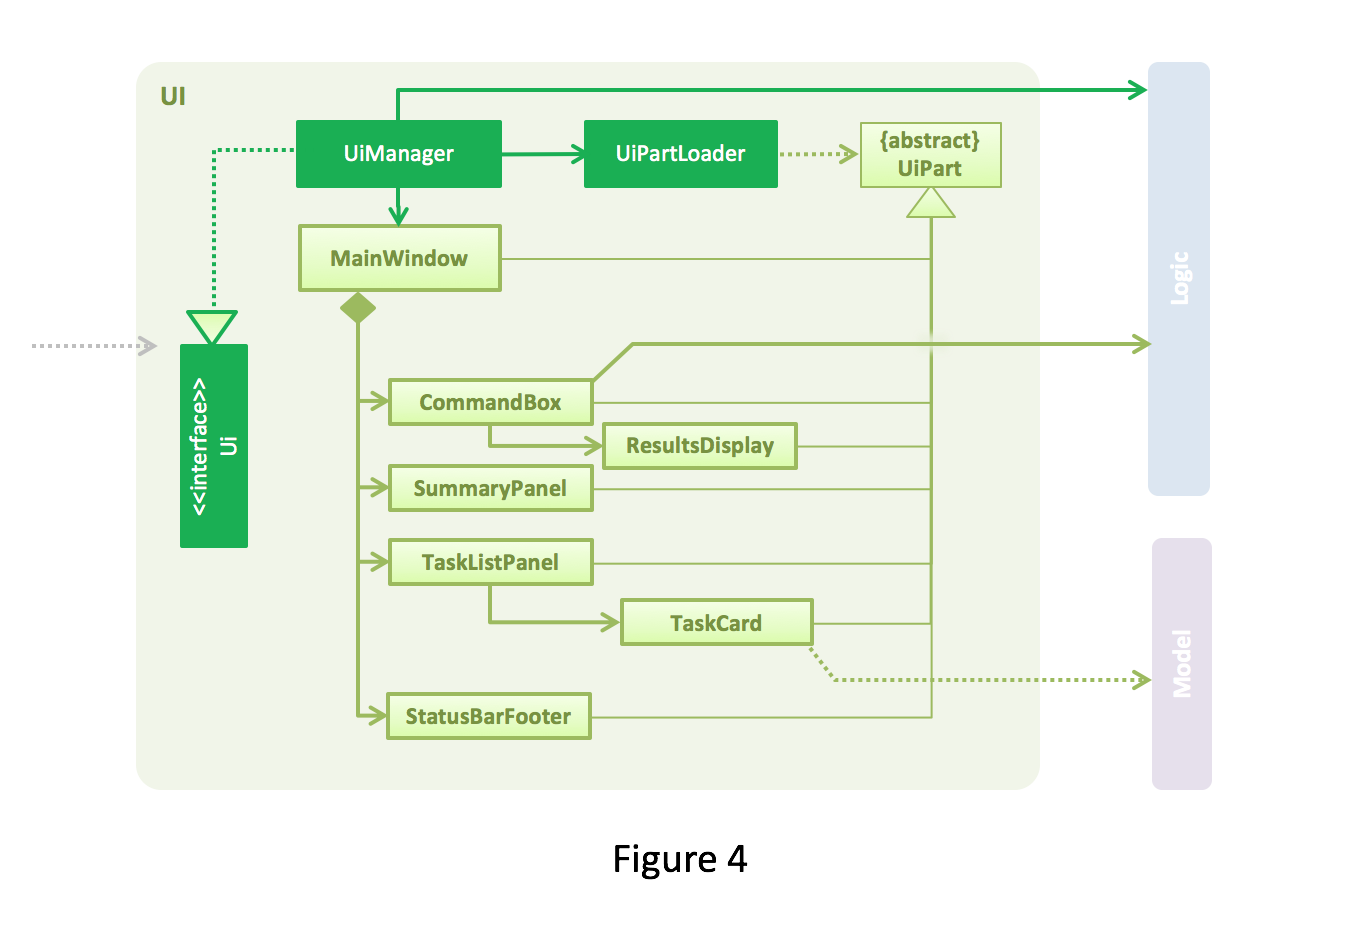 UI
UiManager
UiPartLoader
{abstract}
UiPart
MainWindow
Logic
<<interface>>
Ui
CommandBox
ResultsDisplay
SummaryPanel
TaskListPanel
TaskCard
Model
StatusBarFooter
Figure 4